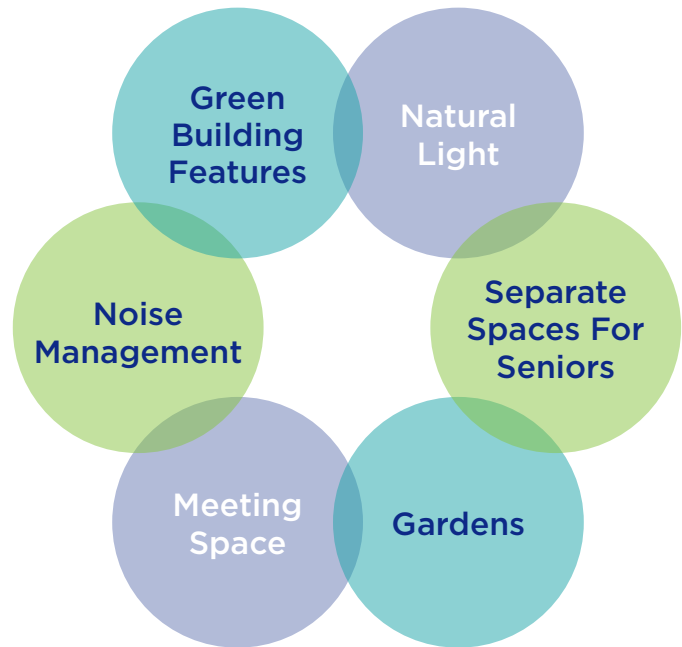 Green
Building
Features
Natural
Light
Noise
Management
Separate
Spaces For
Seniors
Meeting
Space
Gardens